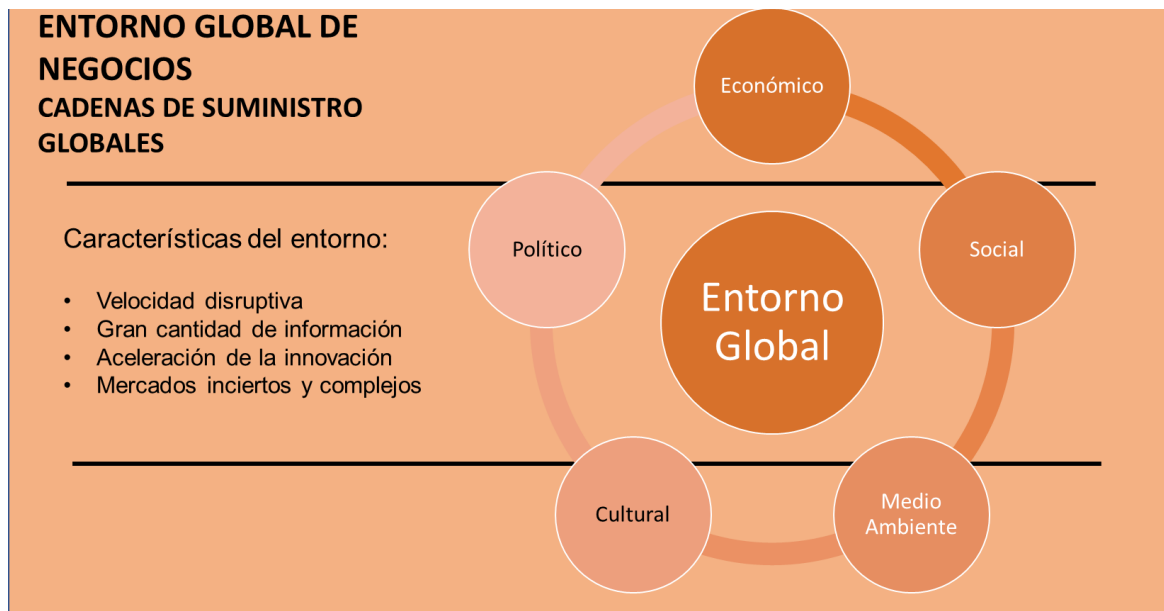 ENTORNO GLOBAL DE
NEGOCIOS
CADENAS DE SUMINISTRO
GLOBALES
Características del entorno:
• Velocidad disruptiva
• Gran cantidad de información
• Aceleración de la innovación
• Mercados inciertos y complejos
Económico
Social
Medio
Ambiente
Cultural
Político
Entorno
Global